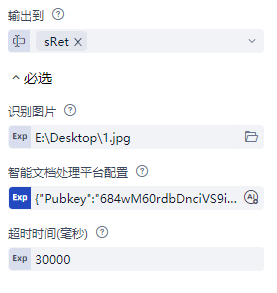 输出到
sRet
必选
识别图片
Exp E:\Desktop\1.jpg
智能文档处理平台配置
Exp {"Pubkey":"684wM60rdbDnciVS9i...
超时时间(毫秒)
Exp 30000